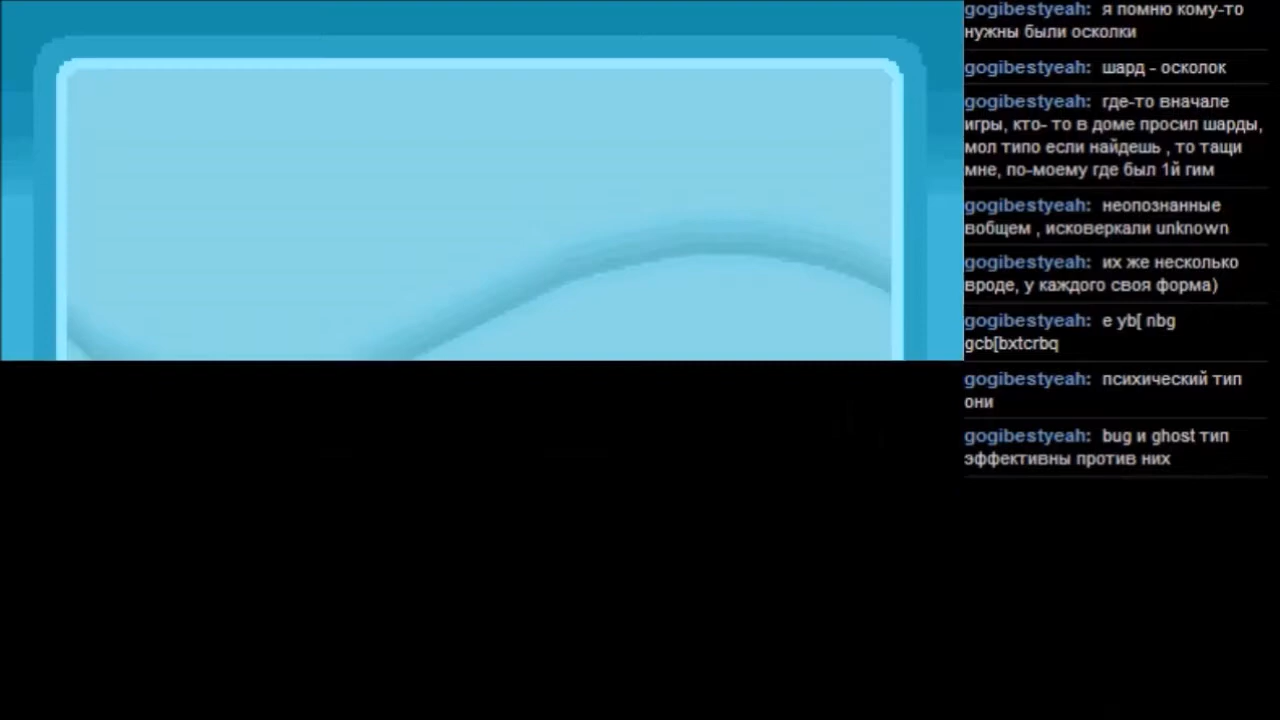 gogibestyeah: я помню кому-то
нужны были осколки
gogibestyeah: шард - осколок
gogibestyeah: где-то вначале
игры, кто- то в доме просил шарды,
мол типо если найдешь , то тащи
мне, по-моему где был 1й гим
gogibestyeah: неопознанные
вобщем , исковеркали unknown
gogibestyeah: их же несколько
вроде, у каждого своя форма)
gogibestyeah: e yb[ nbg
gcb[bxtcrbq
gogibestyeah: психический тип
они
gogibestyeah: bug и ghost тип
эффективны против них